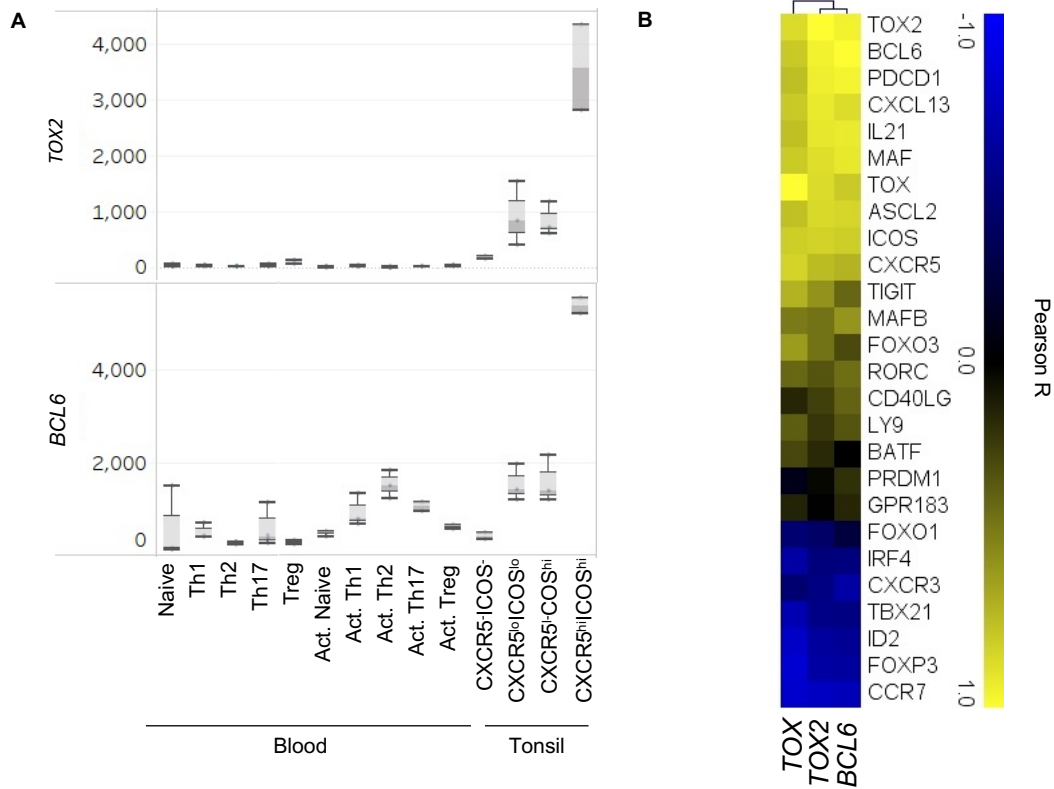 A
TOX2
4,000
3,000
2,000
1,000
0
BCL6
4,000
2,000
0
Naive
Th1
Th2
Th17
Treg
Act. Naive
Act. Th1
Act. Th2
Act. Th17
Act. Treg
CXCR5-ICOS-
CXCR5loICOSlo
CXCR5I-COShi
CXCR5hiICOShi
Blood
Tonsil
B
TOX2
BCL6
PDCD1
CXCL13
IL21
MAF
TOX
ASCL2
ICOS
CXCR5
TIGIT
MAFB
FOXO3
RORC
CD40LG
LY9
BATF
PRDM1
GPR183
FOXO1
IRF4
CXCR3
TBX21
ID2
FOXP3
CCR7
TOX
TOX2
BCL6
-1.0
0.0
1.0
Pearson R